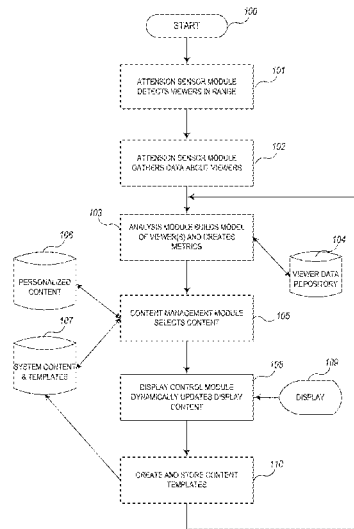 100
START
ATTENSION SENSOR MODULE
DETECTS VIEWERS IN RANGE
101
ATTENSION SENSOR MODULE
GATHERS DATA ABOUT VIEWERS
102
103
ANALYSIS MODULE BUILDS MODEL
OF VIEWER(S) AND CREATES
METRICS
104
VIEWER DATA
REPOSITORY
106
PERSONALIZED
CONTENT
CONTENT MANAGEMENT MODULE
SELECTS CONTENT
105
107
SYSTEM CONTENT
& TEMPLATES
108
DISPLAY CONTROL MODULE
DYNAMICALLY UPDATES DISPLAY
CONTENT
109
DISPLAY
CREATE AND STORE CONTENT
TEMPLATES
110